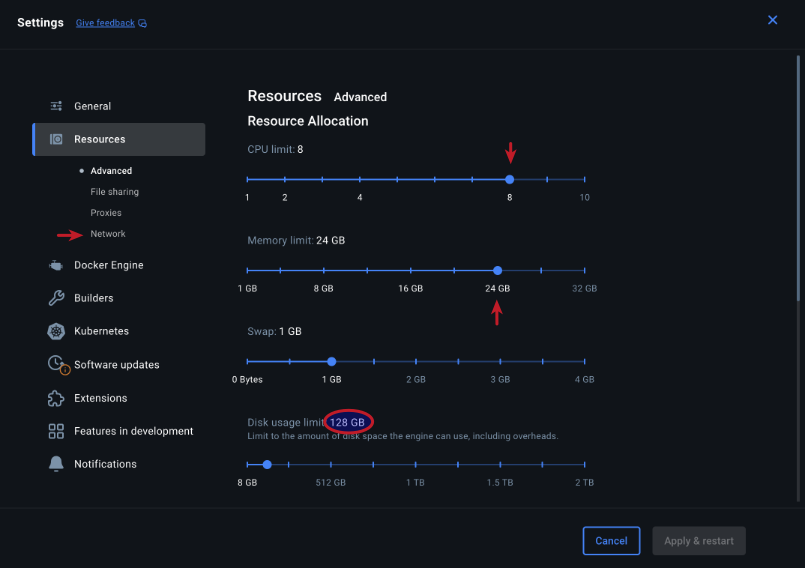 Settings Give feedback
General
Resources
Advanced
File sharing
Proxies
Network
Docker Engine
Builders
Kubernetes
Software updates
Extensions
Features in development
Notifications
Resources Advanced
Resource Allocation
CPU limit: 8
1 2 4 8 10
Memory limit: 24 GB
1 GB 8 GB 16 GB 24 GB 32 GB
Swap: 1 GB
0 Bytes 1 GB 2 GB 3 GB 4 GB
Disk usage limit: 128 GB
Limit to the amount of disk space the engine can use, including overheads.
8 GB 512 GB 1 TB 1.5 TB 2 TB
Cancel Apply & restart